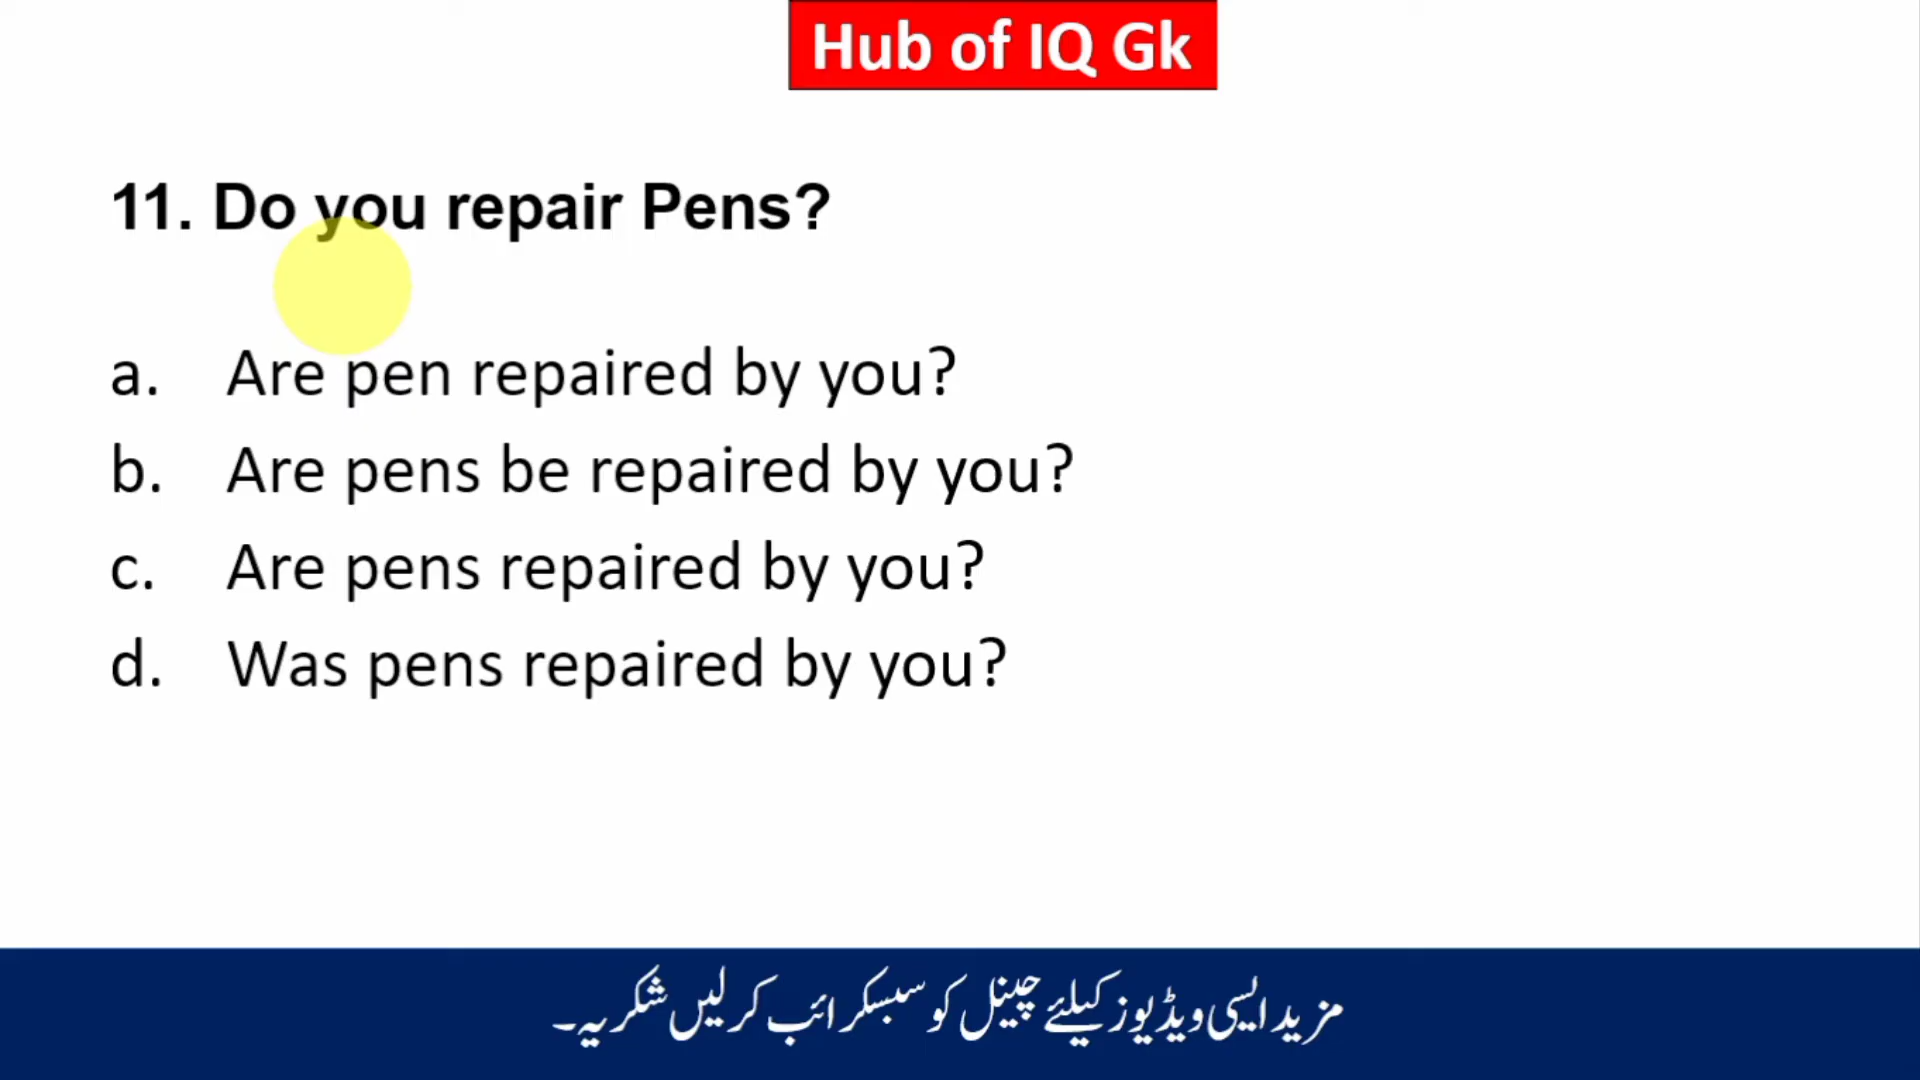 Hub of IQ Gk
11. Do you repair Pens?
a. Are pen repaired by you?
b. Are pens be repaired by you?
c. Are pens repaired by you?
d. Was pens repaired by you?
مزید ایسی ویڈیوز کیلئے چینل کو سبسکرائب کر لیں شکریہ۔